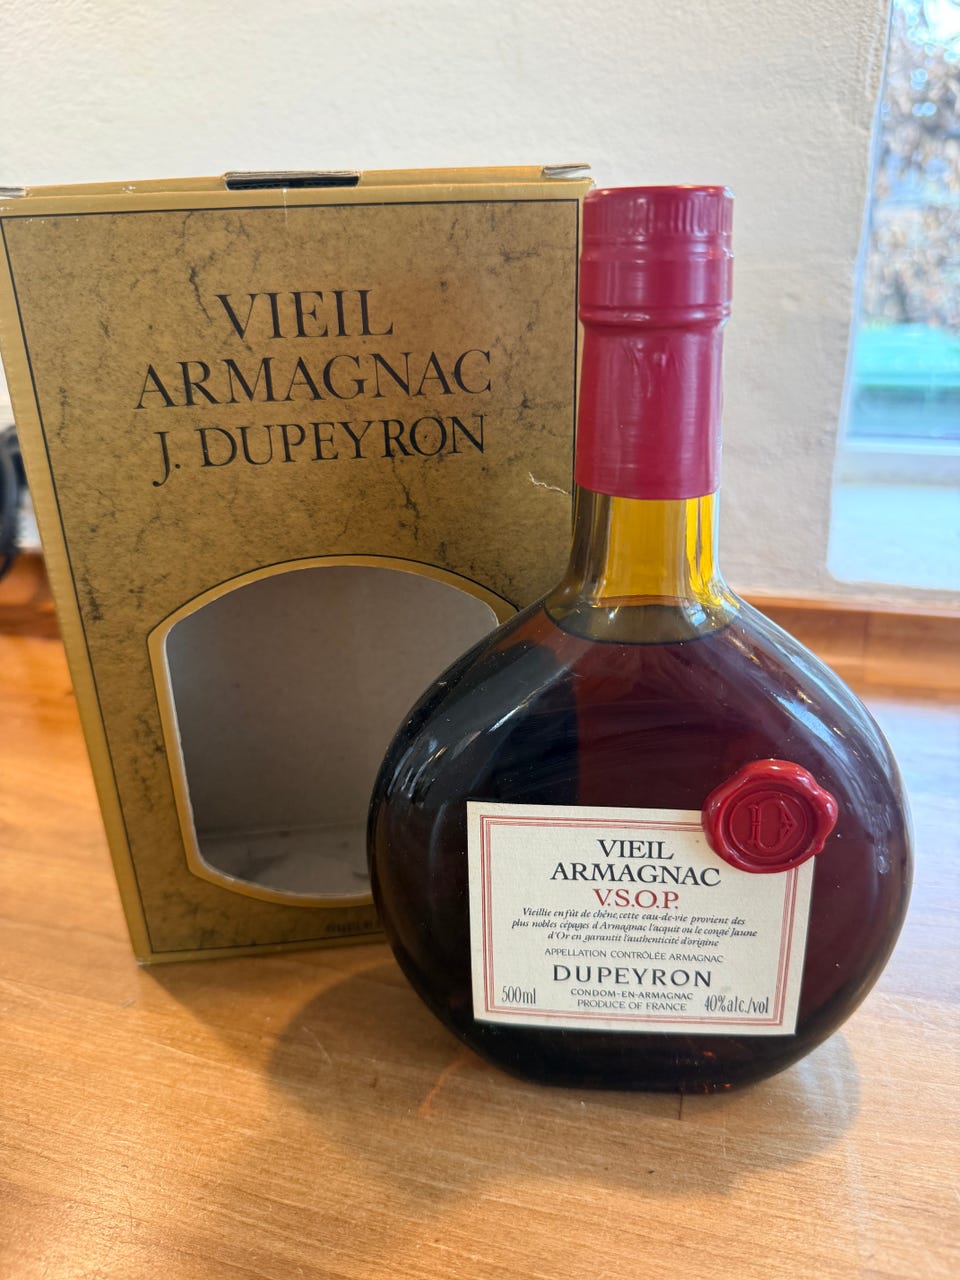 VIEIL
ARMAGNAC
J. DUPEYRON
VIEIL
ARMAGNAC
V.S.O.P.
Vieillie en fût de chêne, cette eau-de-vie provient des
plus nobles cépages d'Armagnac l'acquit ou le congé Jaune
d'Or en garantit l'authenticité d'origine
APPELLATION CONTRÔLÉE ARMAGNAC
DUPEYRON
CONDOM-EN-ARMAGNAC
500ml PRODUCE OF FRANCE 40%alc./vol
D